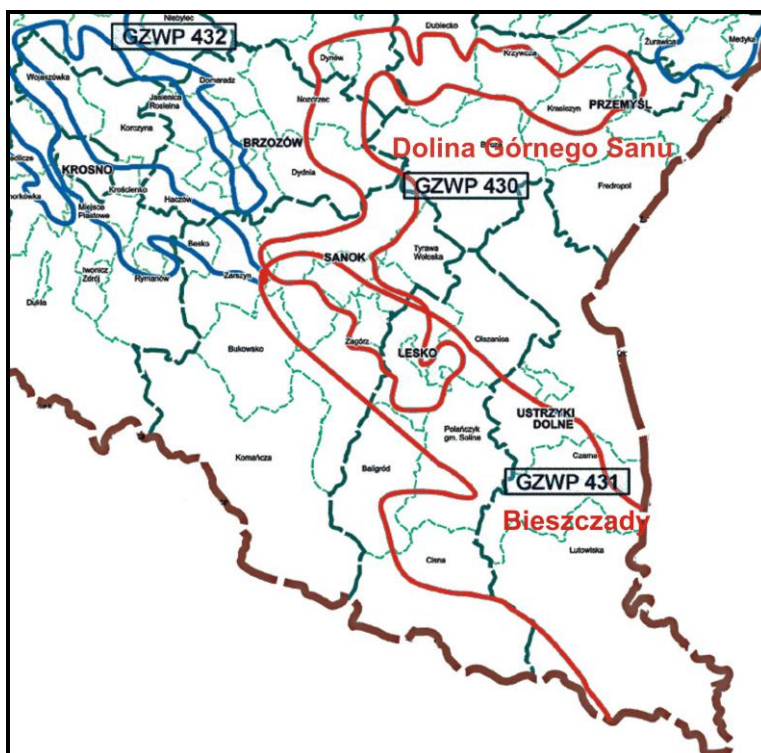 Niebylec
GZWP 432
Dubiecko
Żurawica
Medyka
Wojaszówka
Domaradz
Dynów
Krzywcza
Jasienica
Rosielna
Nozdrzec
Krasiczyn
PRZEMYŚL
Korczyna
BRZOZÓW
Dolina Górnego Sanu
KROSNO
Dydnia
Krościenko
GZWP 430
Fredropol
Miejsce
Piastowe
Haczów
Besko
SANOK
Tyrawa
Wołoska
Iwonicz
Zdrój
Rymanów
Zarszyn
Dukla
Bukowsko
Zagórz
LESKO
Olszanica
USTRZYKI
DOLNE
Polańczyk
gm. Solina
Komańcza
Baligród
Czarna
GZWP 431
Bieszczady
Cisna
Lutowiska